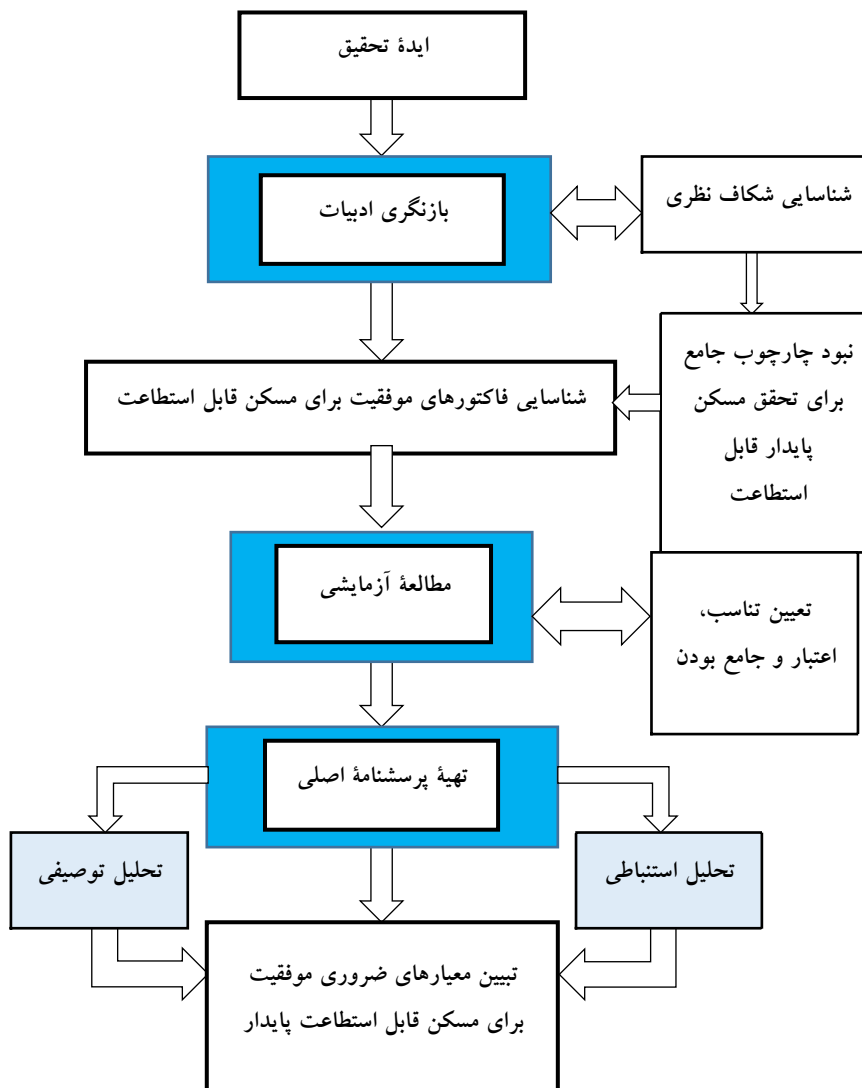 ایدهٔ تحقیق
بازنگری ادبیات
شناسایی شکاف نظری
نبود چارچوب جامع
برای تحقق مسکن
پایدار قابل
استطاعت
شناسایی فاکتورهای موفقیت برای مسکن قابل استطاعت
مطالعهٔ آزمایشی
تعیین تناسب،
اعتبار و جامع بودن
تهیهٔ پرسشنامهٔ اصلی
تحلیل استنباطی
تحلیل توصیفی
تبیین معیارهای ضروری موفقیت
برای مسکن قابل استطاعت پایدار